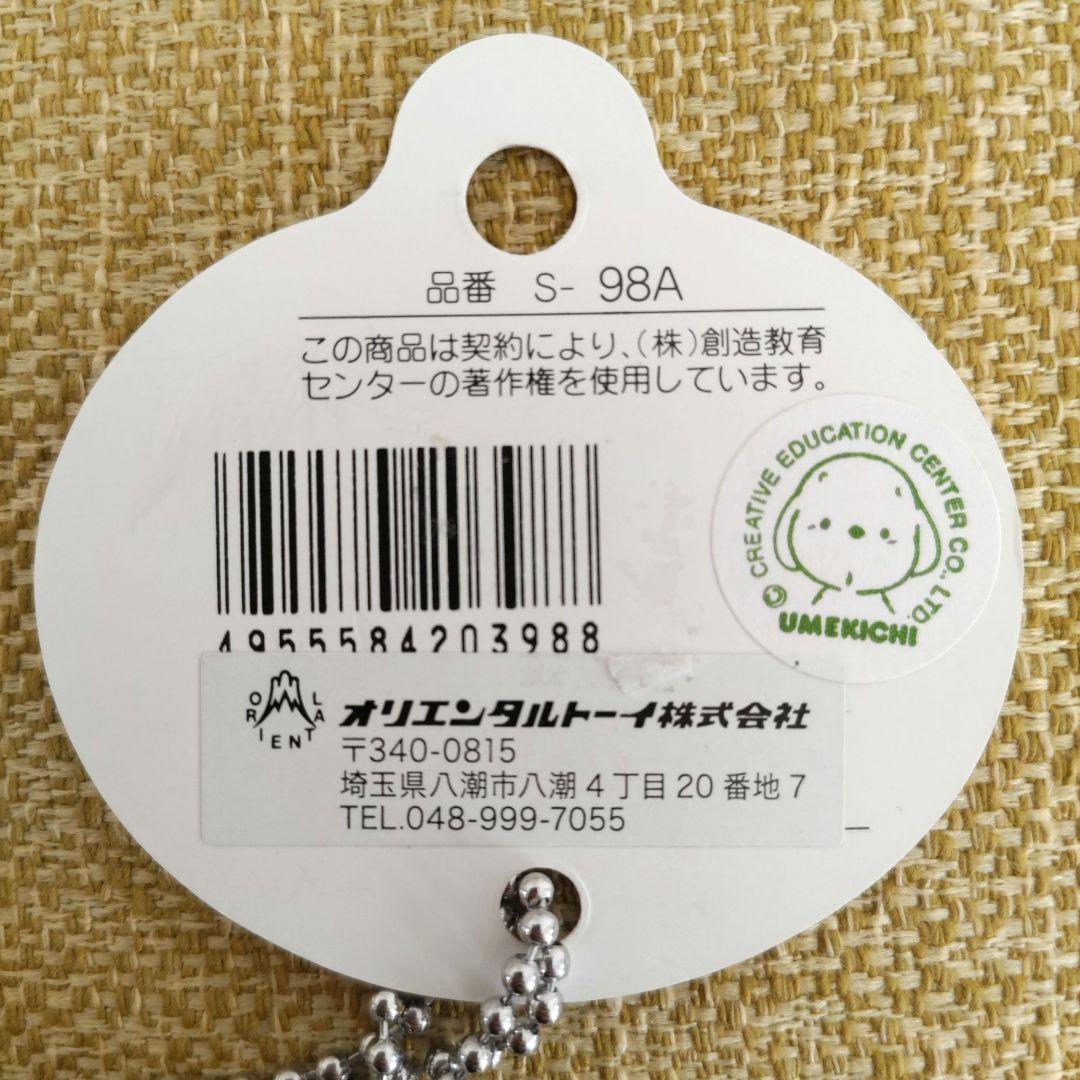 品番 S- 98A
この商品は契約により、(株)創造教育
センターの著作権を使用しています。
© CREATIVE EDUCATION CENTER CO., LTD.
UMEKICHI
4955584203988
ORIENTAL
オリエンタルトーイ株式会社
〒340-0815
埼玉県八潮市八潮4丁目20番地7
TEL.048-999-7055